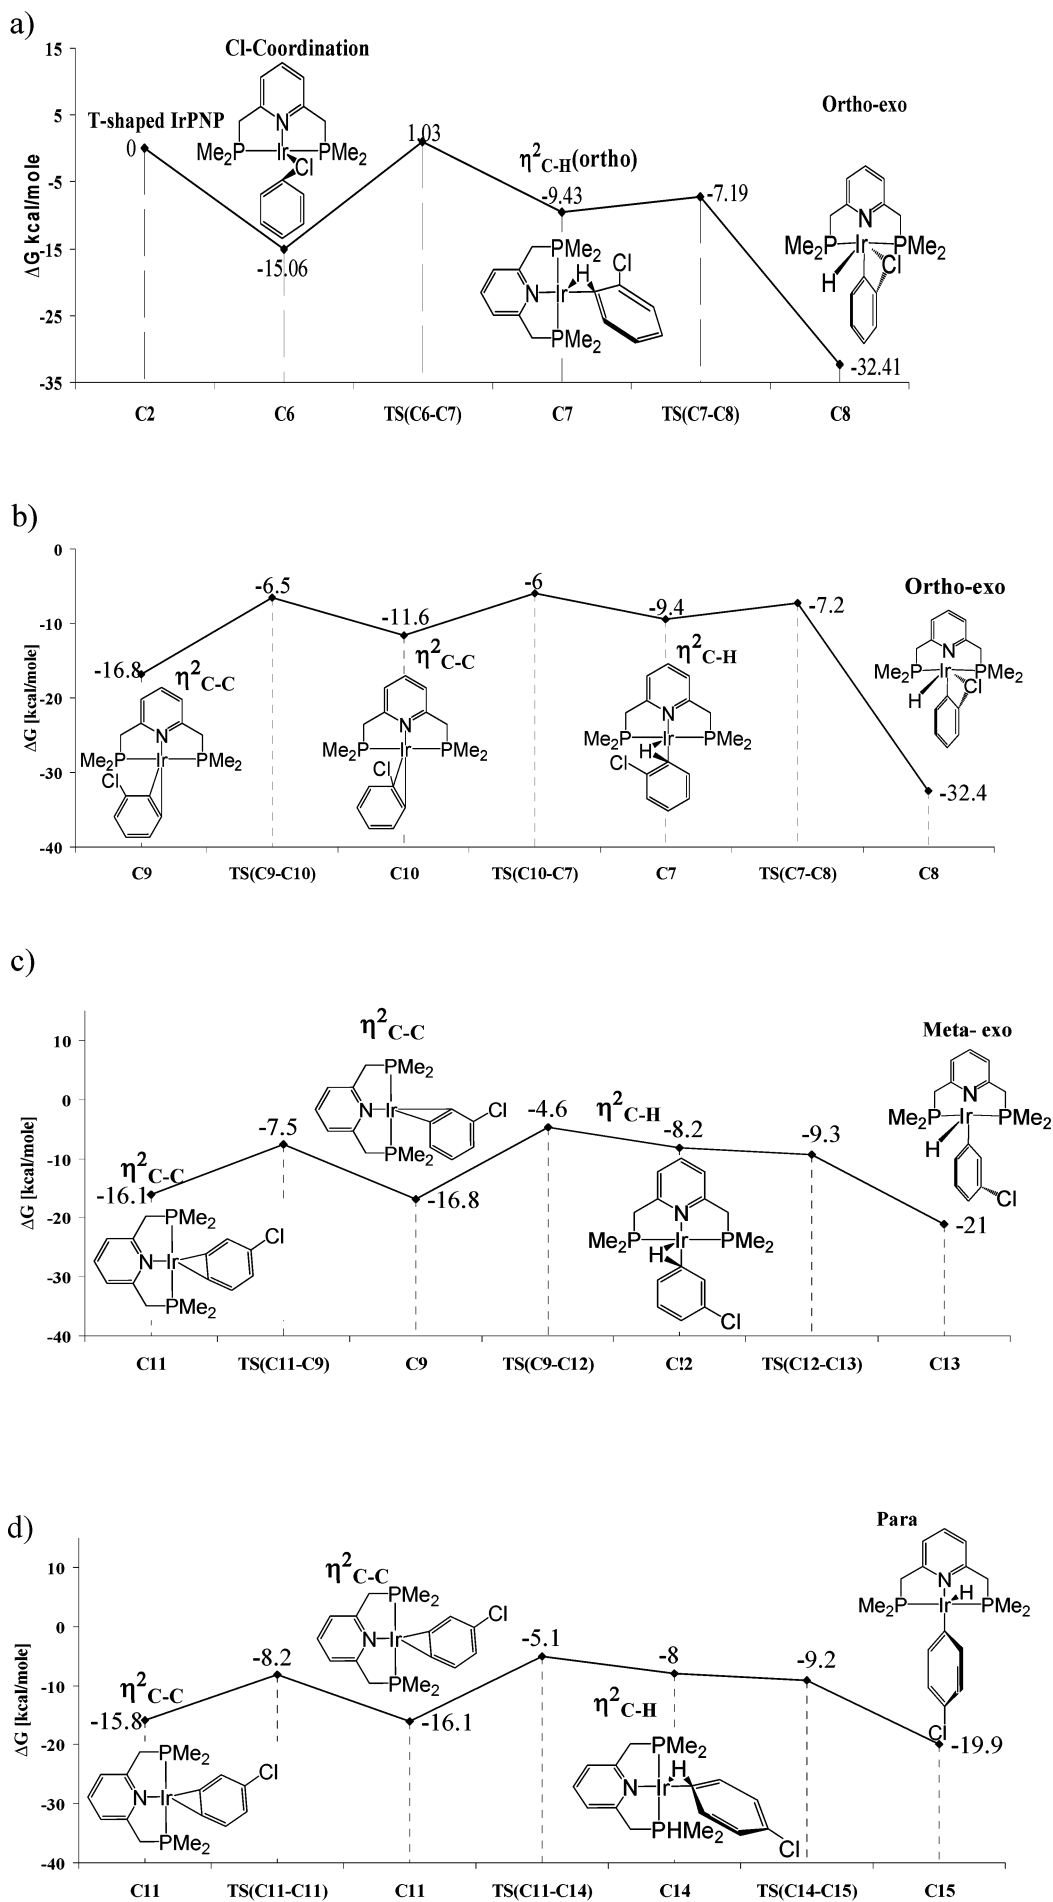 a)
Cl-Coordination
15
5
-5
-15
-25
-35
ΔG kcal/mole
T-shaped IrPNP
0
N
Me2P Ir PMe2
Cl
-15.06
1.03
η2C-H(ortho)
-9.43
PMe2
H Cl
N Ir
PMe2
-7.19
Ortho-exo
N
Me2P Ir PMe2
H Cl
-32.41
C2 C6 TS(C6-C7) C7 TS(C7-C8) C8
b)
0
-10
-20
-30
-40
ΔG [kcal/mole]
-16.8
η2C-C
N
Me2P Ir PMe2
Cl
-6.5
-11.6
η2C-C
N
Me2P Ir PMe2
Cl
-6
-9.4
η2C-H
N
Me2P Ir PMe2
H
Cl
-7.2
Ortho-exo
N
Me2P Ir PMe2
H Cl
-32.4
C9 TS(C9-C10) C10 TS(C10-C7) C7 TS(C7-C8) C8
c)
10
0
-10
-20
-30
-40
ΔG [kcal/mole]
η2C-C
-16.1
PMe2
Cl
N Ir
PMe2
-7.5
η2C-C
PMe2
N Ir Cl
PMe2
-16.8
-4.6
η2C-H
-8.2
N
Me2P Ir PMe2
H
Cl
-9.3
Meta- exo
N
Me2P Ir PMe2
H
Cl
-21
C11 TS(C11-C9) C9 TS(C9-C12) C12 TS(C12-C13) C13
d)
10
0
-10
-20
-30
-40
ΔG [kcal/mole]
η2C-C
-15.8
PMe2
Cl
N Ir
PMe2
-8.2
η2C-C
PMe2
Cl
N Ir
PMe2
-16.1
-5.1
-8
η2C-H
PMe2
H
N Ir
PHMe2
Cl
-9.2
Para
N
H
Me2P Ir PMe2
Cl
-19.9
C11 TS(C11-C11) C11 TS(C11-C14) C14 TS(C14-C15) C15